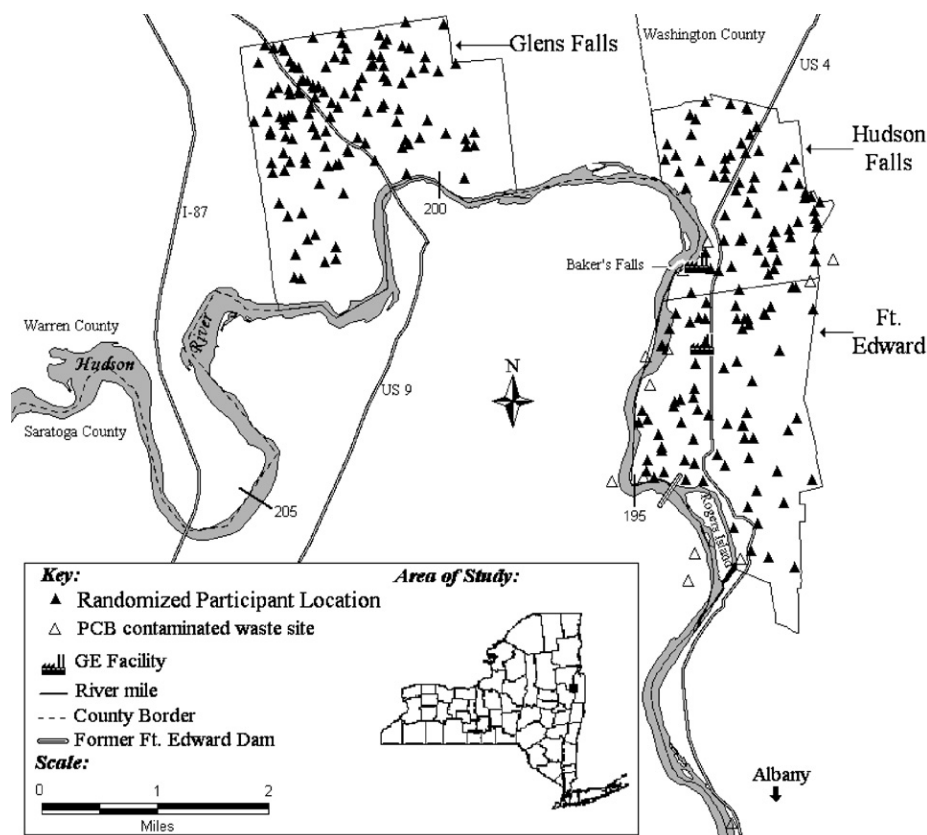 Glens Falls
Washington County
US 4
Hudson
Falls
I-87
200
Baker's Falls
Ft.
Edward
Warren County
Hudson
River
N
US 9
Saratoga County
205
195
Rogers Island
Key:
Randomized Participant Location
PCB contaminated waste site
GE Facility
River mile
County Border
Former Ft. Edward Dam
Scale:
0 1 2
Miles
Area of Study:
Albany